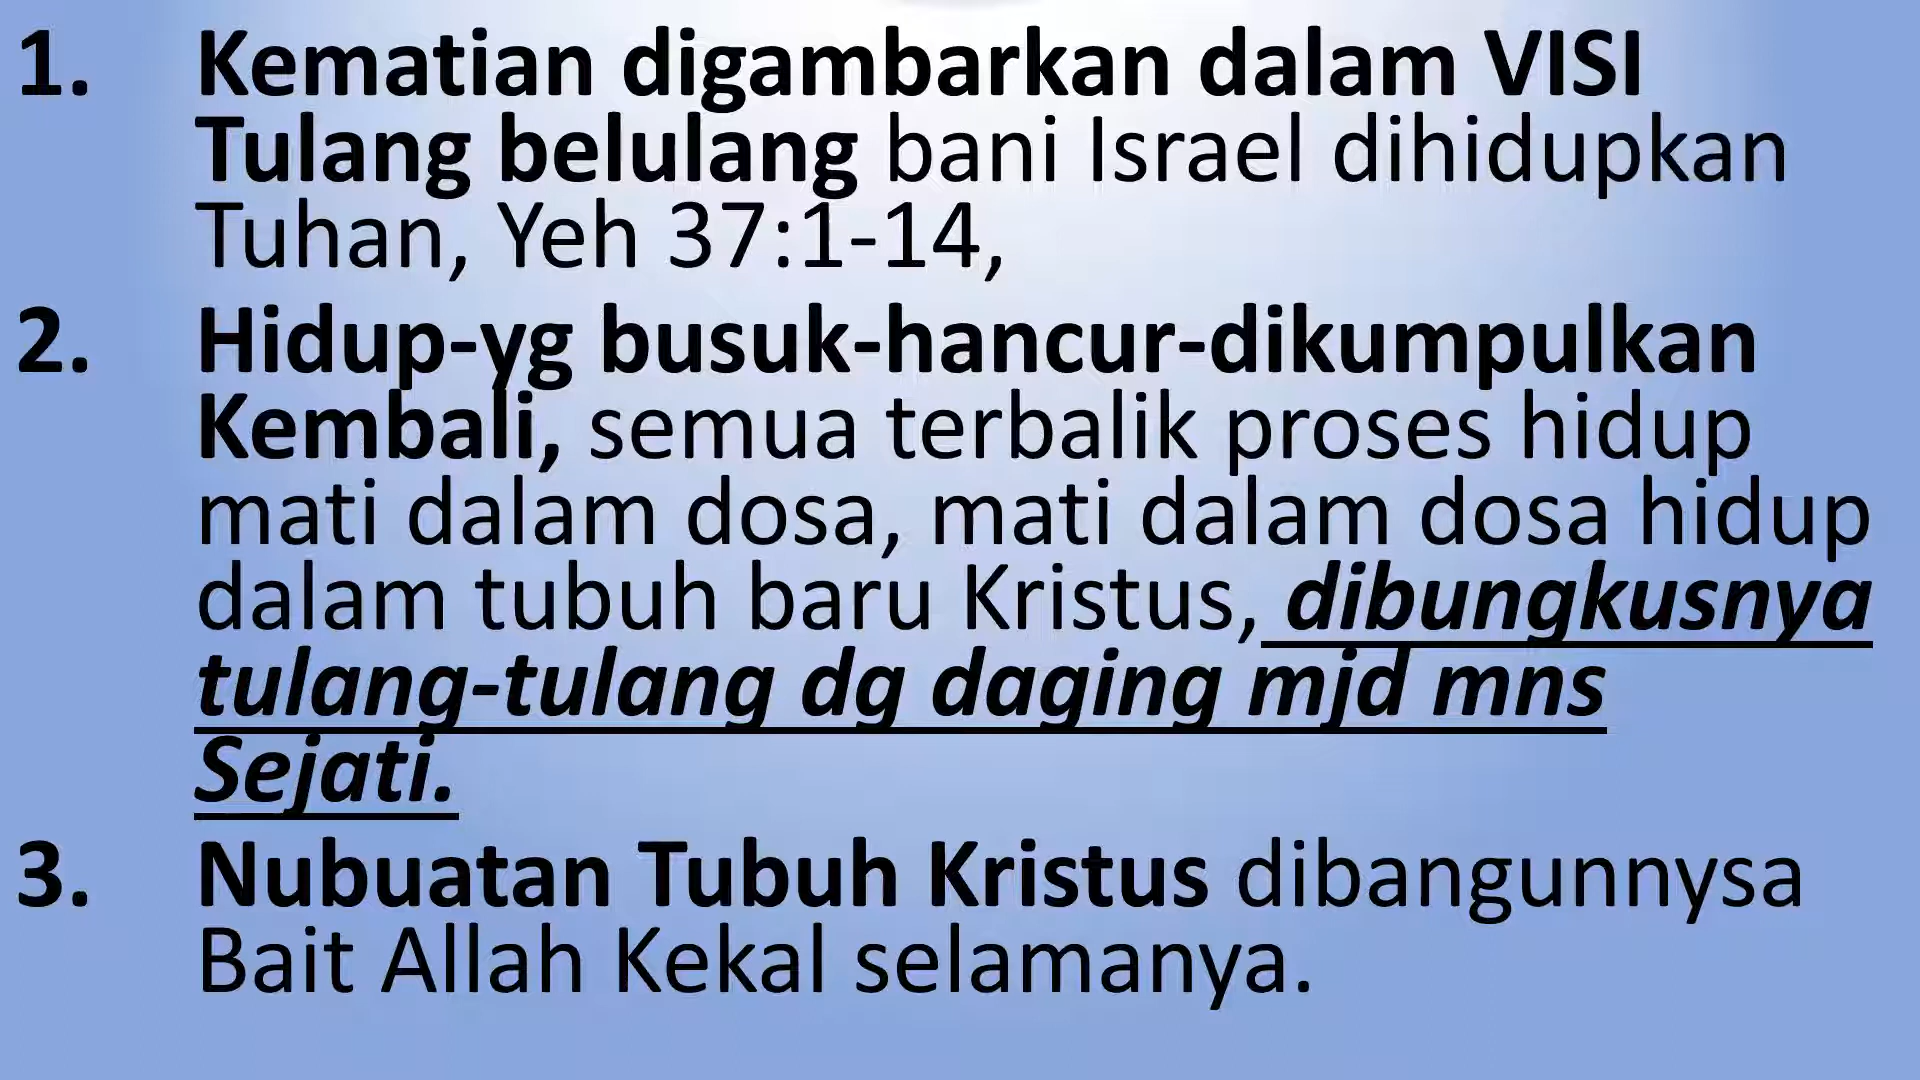 1. Kematian digambarkan dalam VISI
Tulang belulang bani Israel dihidupkan
Tuhan, Yeh 37:1-14,
2. Hidup-yg busuk-hancur-dikumpulkan
Kembali, semua terbalik proses hidup
mati dalam dosa, mati dalam dosa hidup
dalam tubuh baru Kristus, dibungkusnya
tulang-tulang dg daging mjd mns
Sejati.
3. Nubuatan Tubuh Kristus dibangunnysa
Bait Allah Kekal selamanya.